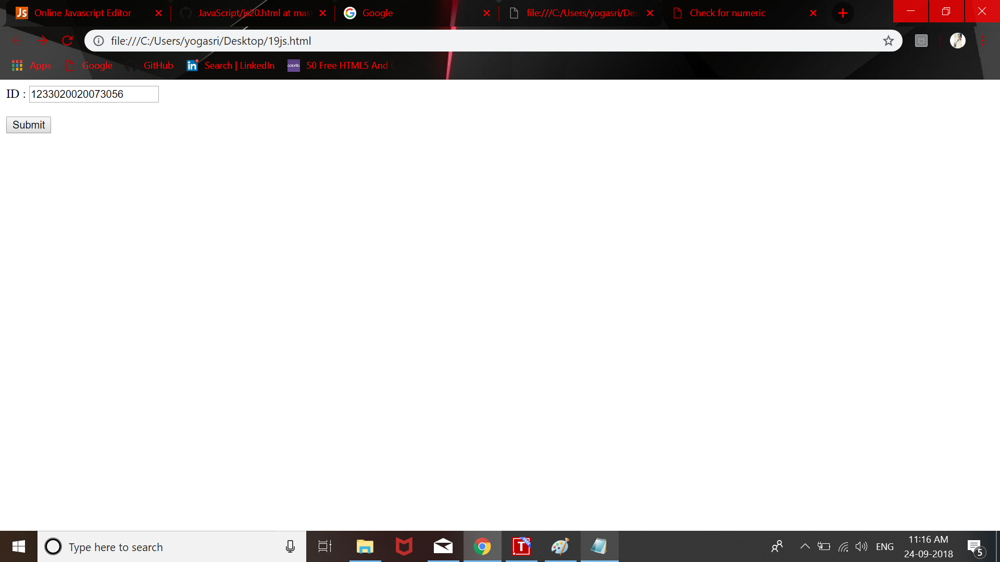 Online Javascript Editor
JavaScript/js20.html at mas
Google
file:///C:/Users/yogasri/Des
Check for numeric
file:///C:/Users/yogasri/Desktop/19js.html
Apps
Google
GitHub
in Search | LinkedIn
colorlib. 50 Free HTML5 And
ID : 1233020020073056
Submit
Type here to search
ENG
11:16 AM
24-09-2018
5